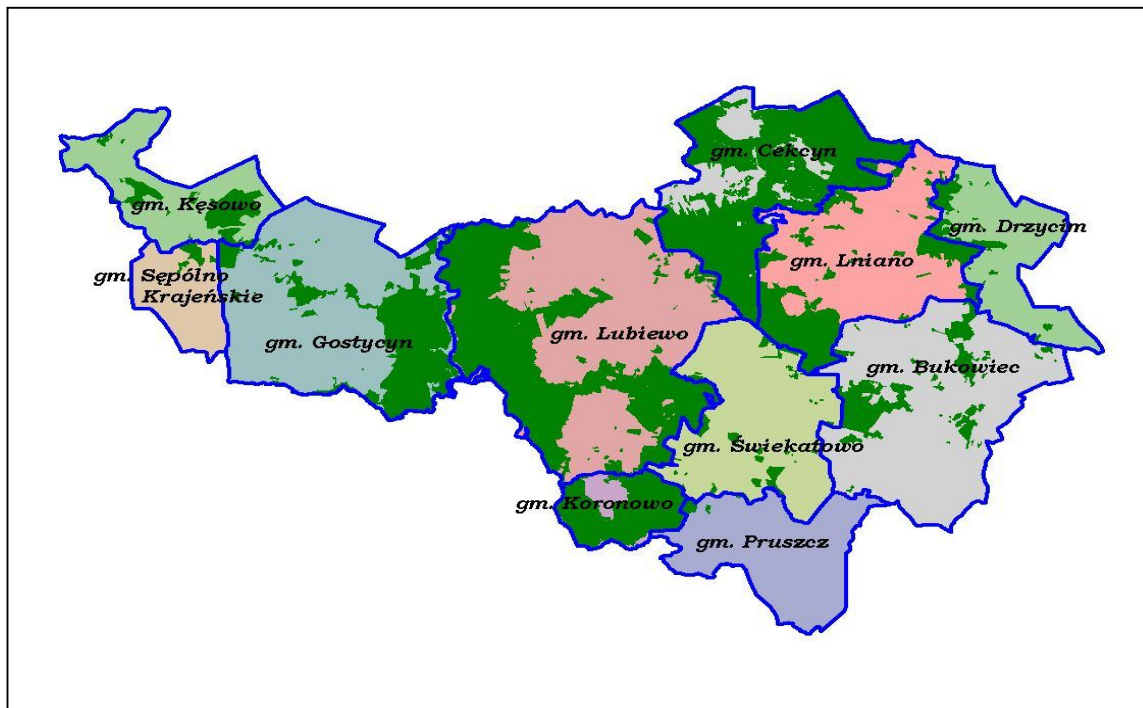 gm. Cekcyn
gm. Kęsowo
gm. Drzycim
gm. Lniano
gm. Sępólno
Krajeńskie
gm. Gostycyn
gm. Lubiewo
gm. Bukowiec
gm. Świekatowo
gm. Koronowo
gm. Pruszcz